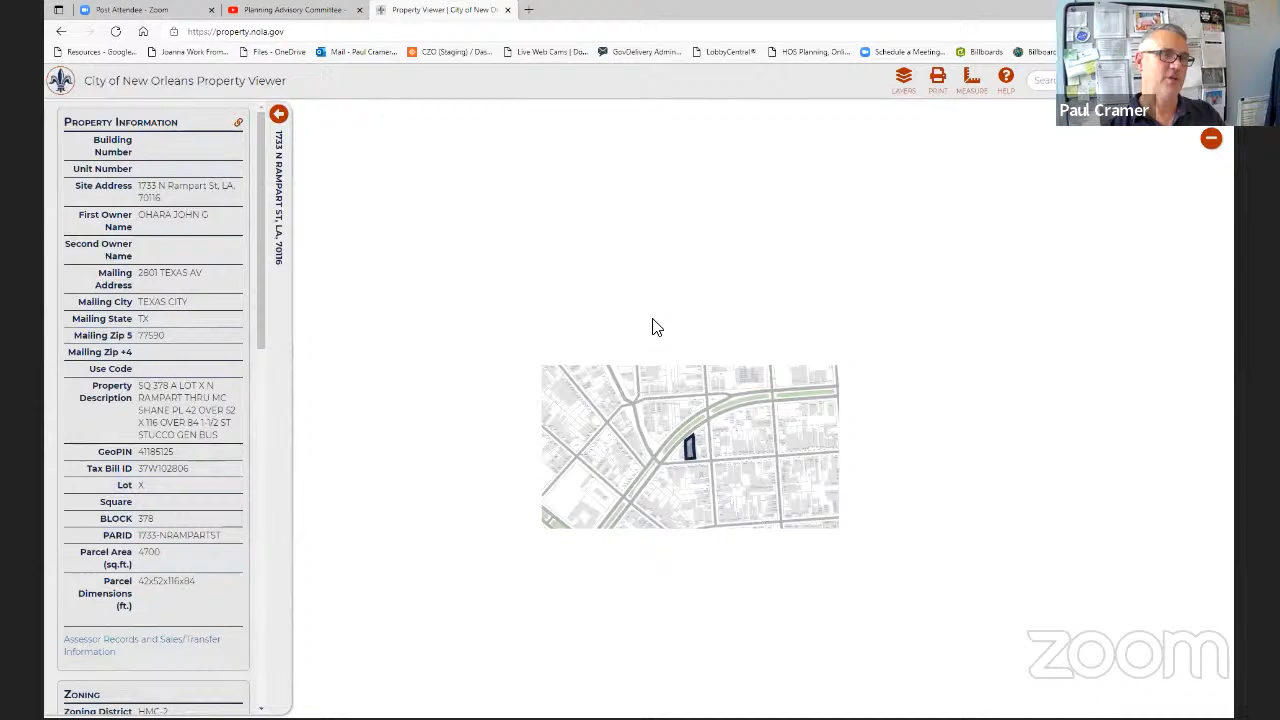 Post Attendee - Zoom
Planning Advisory Committee -
Property Viewer | City of New Or
https://property.nola.gov
Resources - Google...
Joanna Work From...
Files - OneDrive
Mail - Paul Cramer...
CZO (Staging) / Das...
Live Web Cams | Do...
GovDelivery Admin...
LobbyCentral®
HOS Planning, Onli...
Schedule a Meeting...
Billboards
Billboar
City of New Orleans Property Viewer
LAYERS
PRINT
MEASURE
HELP
Sear
Paul Cramer
PROPERTY INFORMATION
Building
Number
Unit Number
Site Address 1733 N Rampart St, LA,
70116
First Owner OHARA JOHN G
Name
Second Owner
Name
Mailing 2801 TEXAS AV
Address
Mailing City TEXAS CITY
Mailing State TX
Mailing Zip 5 77590
Mailing Zip +4
Use Code
Property SQ 378 A LOT X N
Description RAMPART THRU MC
SHANE PL 42 OVER 52
X 116 OVER 84 1-1/2 ST
STUCCO GEN BUS
GeoPIN 41185125
Tax Bill ID 37W102806
Lot X
Square
BLOCK 378
PARID 1733-NRAMPARTST
Parcel Area 4700
(sq.ft.)
Parcel 42x52x116x84
Dimensions
(ft.)
Assessor Records and Sales/Transfer
Information
ZONING
Zoning District HMC-2
1733 N RAMPART ST, LA, 70116
zoom